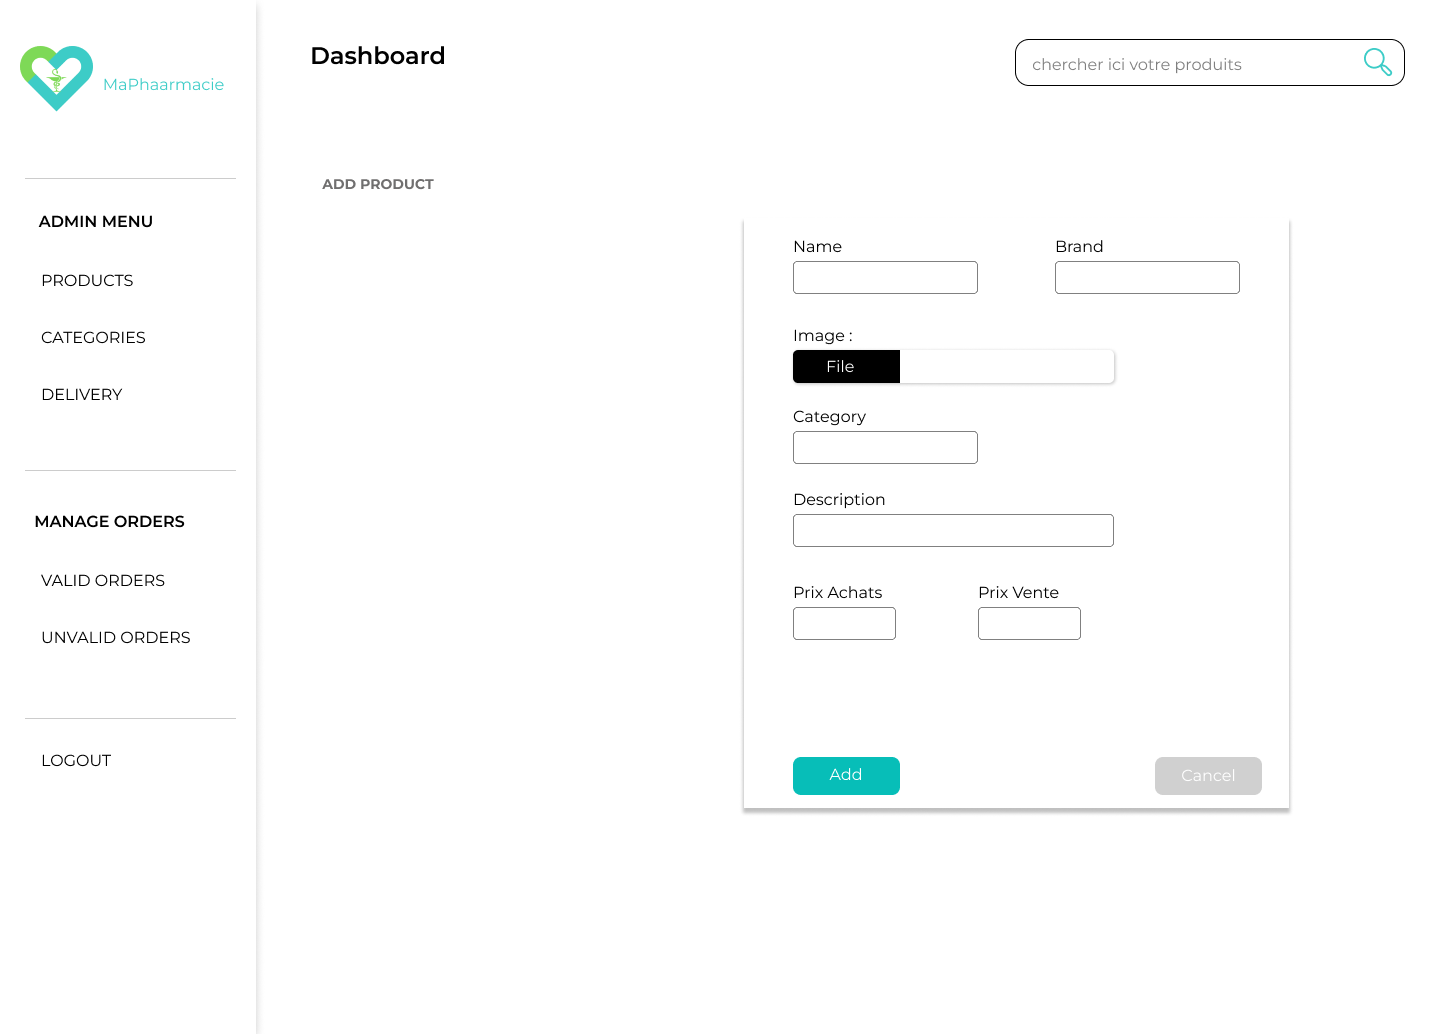 MaPhaarmacie
ADMIN MENU
PRODUCTS
CATEGORIES
DELIVERY
MANAGE ORDERS
VALID ORDERS
UNVALID ORDERS
LOGOUT
Dashboard
chercher ici votre produits
ADD PRODUCT
Name
Brand
Image :
File
Category
Description
Prix Achats
Prix Vente
Add
Cancel